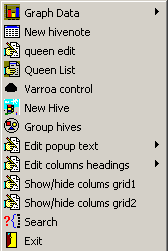 Graph Data
New hivenote
queen edit
Queen List
Varroa control
New Hive
Group hives
Edit popup text
Edit columns headings
Show/hide colums grid1
Show/hide colums grid2
Search
Exit